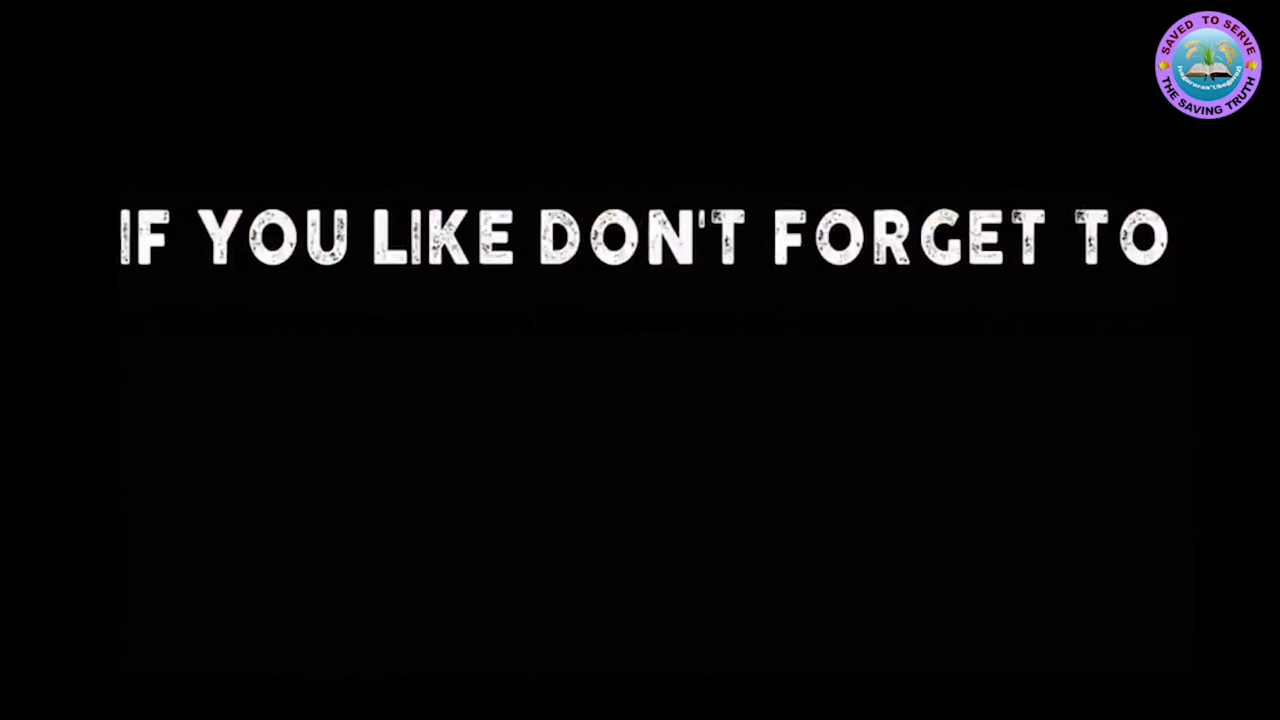 SAVED TO SERVE
THE SAVING TRUTH
IF YOU LIKE DON'T FORGET TO